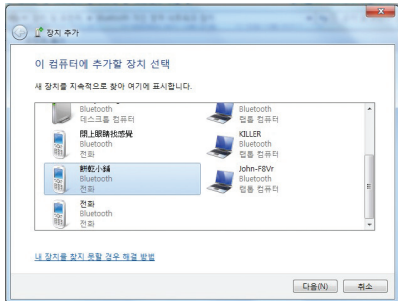 장치 추가
이 컴퓨터에 추가할 장치 선택
새 장치를 지속적으로 찾아 여기에 표시합니다.
Bluetooth
데스크톱 컴퓨터
Bluetooth
랩톱 컴퓨터
閉上眼睛找感覺
Bluetooth
전화
KILLER
Bluetooth
랩톱 컴퓨터
餅乾小舖
Bluetooth
전화
John-F8Vr
Bluetooth
랩톱 컴퓨터
전화
Bluetooth
전화
내 장치를 찾지 못할 경우 해결 방법
다음(N)
취소